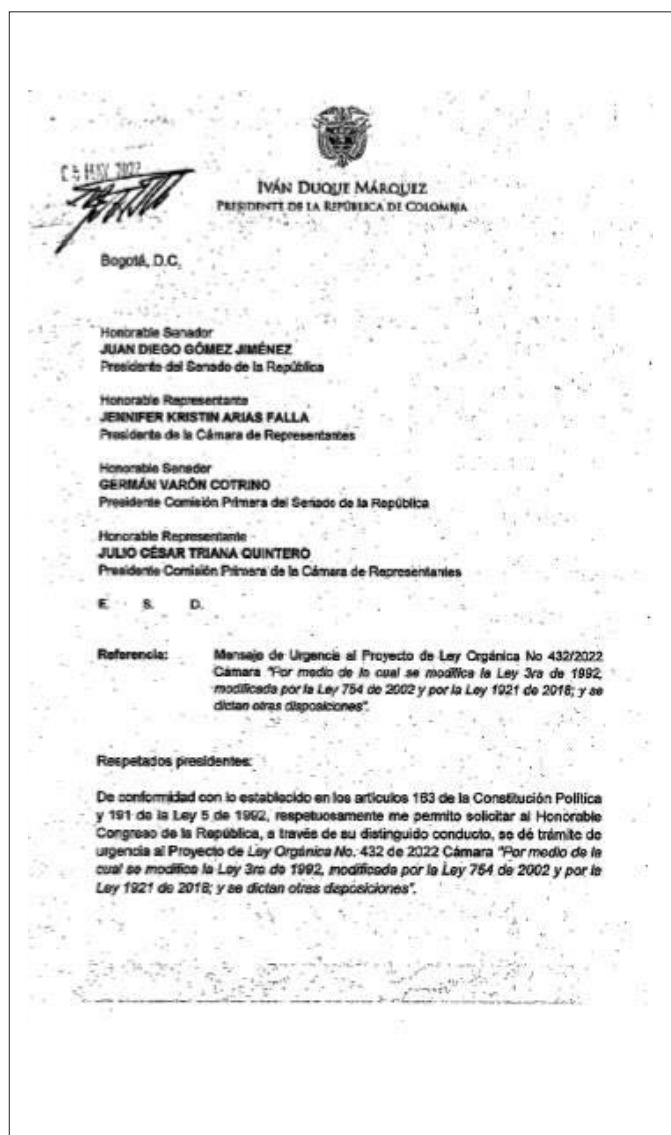 IVÁN DUQUE MÁRQUEZ
PRESIDENTE DE LA REPÚBLICA DE COLOMBIA
Bogotá, D.C.
Honorable Senador
JUAN DIEGO GÓMEZ JIMÉNEZ
Presidente del Senado de la República
Honorable Representante
JENNIFER KRISTIN ARIAS FALLA
Presidente de la Cámara de Representantes
Honorable Senador
GERMÁN VARÓN COTRINO
Presidente Comisión Primera del Senado de la República
Honorable Representante
JULIO CÉSAR TRIANA QUINTERO
Presidente Comisión Primera de la Cámara de Representantes
E. S. D.
Referencia: Mensaje de Urgencia al Proyecto de Ley Orgánica No 432/2022
Cámara "Por medio de la cual se modifica la Ley 3ra de 1992,
modificada por la Ley 754 de 2002 y por la Ley 1921 de 2018; y se
dictan otras disposiciones".
Respetados presidentes:
De conformidad con lo establecido en los artículos 163 de la Constitución Política
y 191 de la Ley 5 de 1992, respetuosamente me permito solicitar al Honorable
Congreso de la República, a través de su distinguido conducto, se dé trámite de
urgencia al Proyecto de Ley Orgánica No. 432 de 2022 Cámara "Por medio de la
cual se modifica la Ley 3ra de 1992, modificada por la Ley 754 de 2002 y por la
Ley 1921 de 2018; y se dictan otras disposiciones".